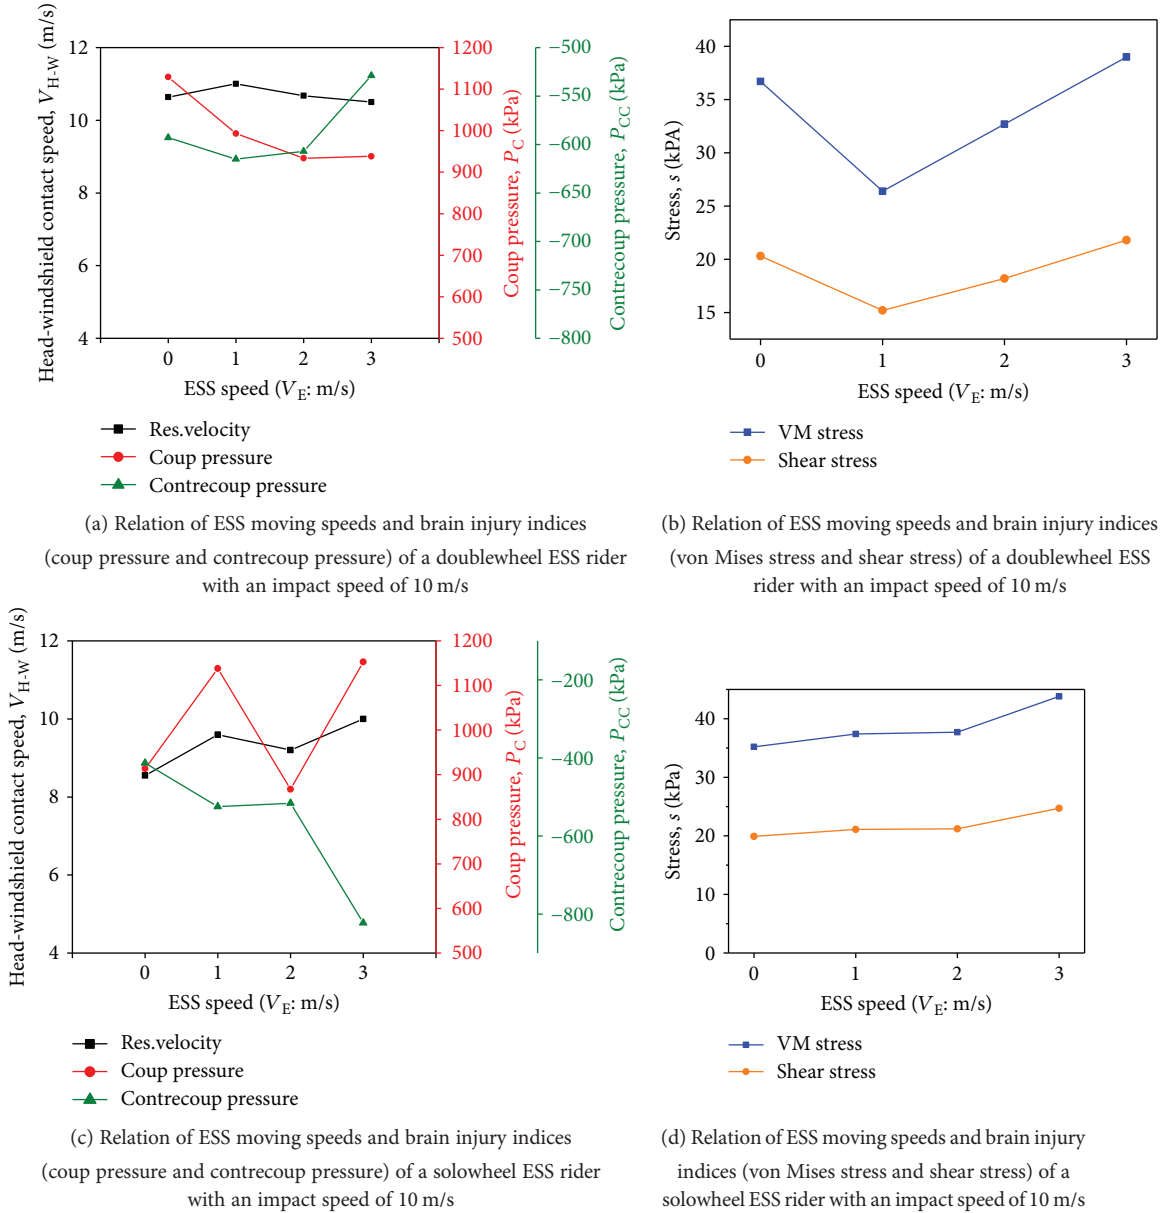 Head-windshield contact speed, V_H-W (m/s)
12
10
8
6
4
0 1 2 3
ESS speed (V_E: m/s)
1200
1100
1000
900
800
700
600
500
Coup pressure, P_C (kPa)
−500
−550
−600
−650
−700
−750
−800
Contrecoup pressure, P_CC (kPa)
Res.velocity
Coup pressure
Contrecoup pressure
(a) Relation of ESS moving speeds and brain injury indices
(coup pressure and contrecoup pressure) of a doublewheel ESS rider
with an impact speed of 10 m/s
Stress, s (kPA)
40
35
30
25
20
15
0 1 2 3
ESS speed (V_E: m/s)
VM stress
Shear stress
(b) Relation of ESS moving speeds and brain injury indices
(von Mises stress and shear stress) of a doublewheel ESS
rider with an impact speed of 10 m/s
Head-windshield contact speed, V_H-W (m/s)
12
10
8
6
4
0 1 2 3
ESS speed (V_E: m/s)
1200
1100
1000
900
800
700
600
500
Coup pressure, P_C (kPa)
−200
−400
−600
−800
Contrecoup pressure, P_CC (kPa)
Res.velocity
Coup pressure
Contrecoup pressure
(c) Relation of ESS moving speeds and brain injury indices
(coup pressure and contrecoup pressure) of a solowheel ESS rider
with an impact speed of 10 m/s
Stress, s (kPa)
40
30
20
10
0
0 1 2 3
ESS speed (V_E: m/s)
VM stress
Shear stress
(d) Relation of ESS moving speeds and brain injury
indices (von Mises stress and shear stress) of a
solowheel ESS rider with an impact speed of 10 m/s